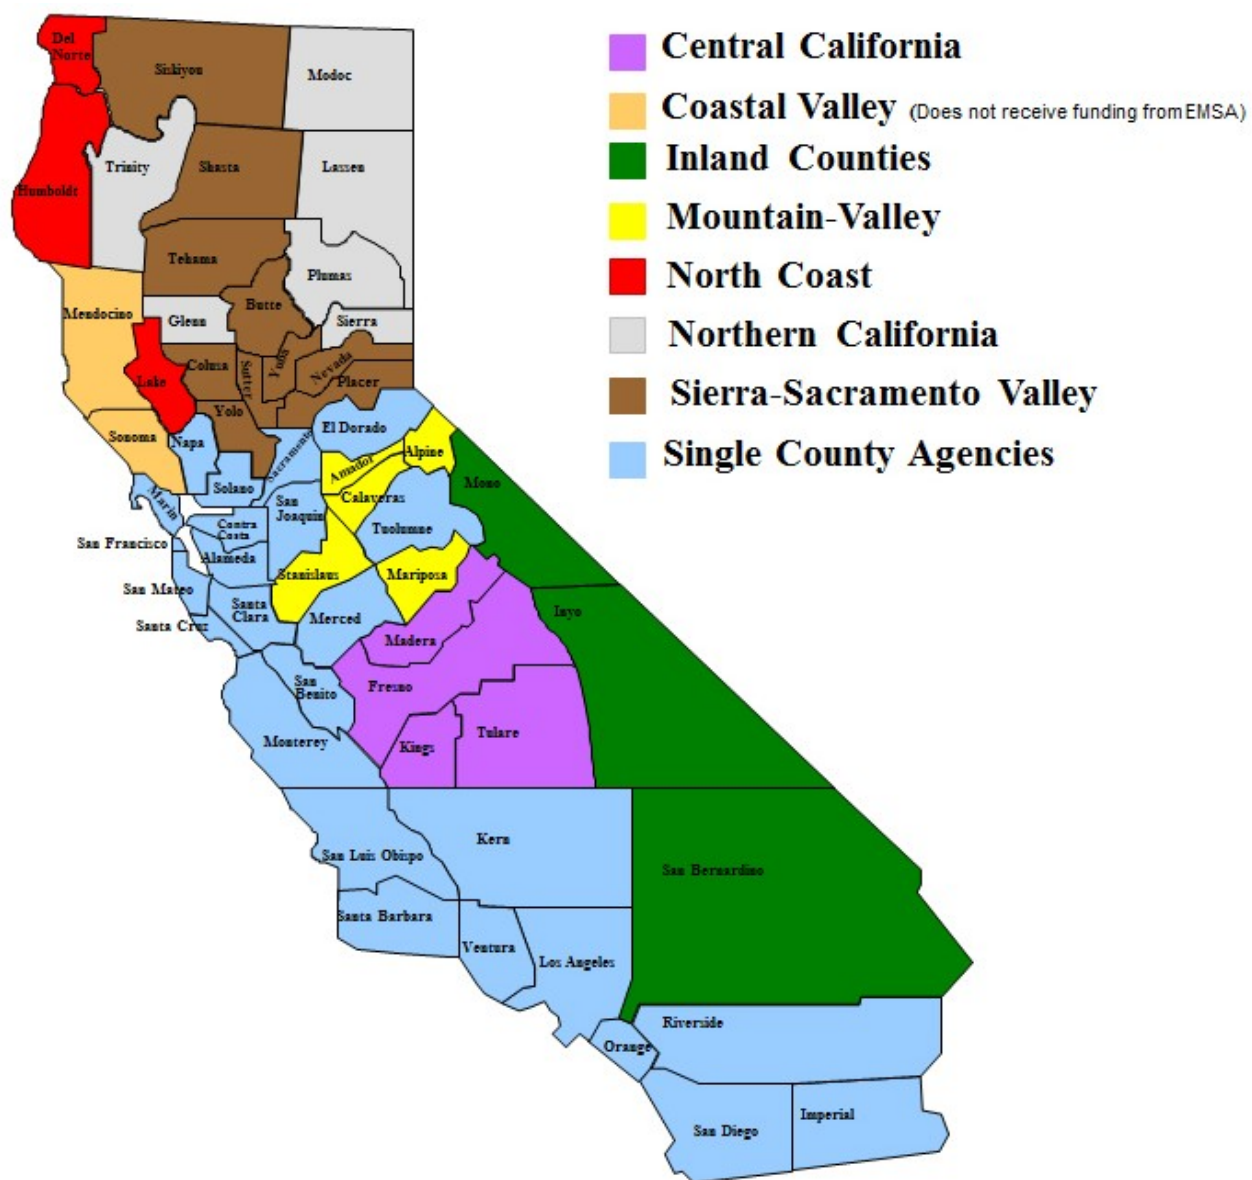 Central California
Coastal Valley (Does not receive funding from EMSA)
Inland Counties
Mountain-Valley
North Coast
Northern California
Sierra-Sacramento Valley
Single County Agencies
Del
Norte
Siskiyou
Modoc
Humboldt
Trinity
Shasta
Lassen
Tehama
Plumas
Mendocino
Glenn
Butte
Sierra
Lake
Colusa
Sutter
Yuba
Nevada
Placer
Sonoma
Napa
Yolo
Sacramento
El Dorado
Alpine
Amador
Marin
Solano
Calaveras
Mono
San
Joaquin
Tuolumne
Contra
Costa
San Francisco
Alameda
Stanislaus
Mariposa
San Mateo
Santa
Clara
Merced
Inyo
Santa Cruz
Madera
San
Benito
Fresno
Monterey
Kings
Tulare
San Luis Obispo
Kern
San Bernardino
Santa Barbara
Ventura
Los Angeles
Orange
Riverside
San Diego
Imperial